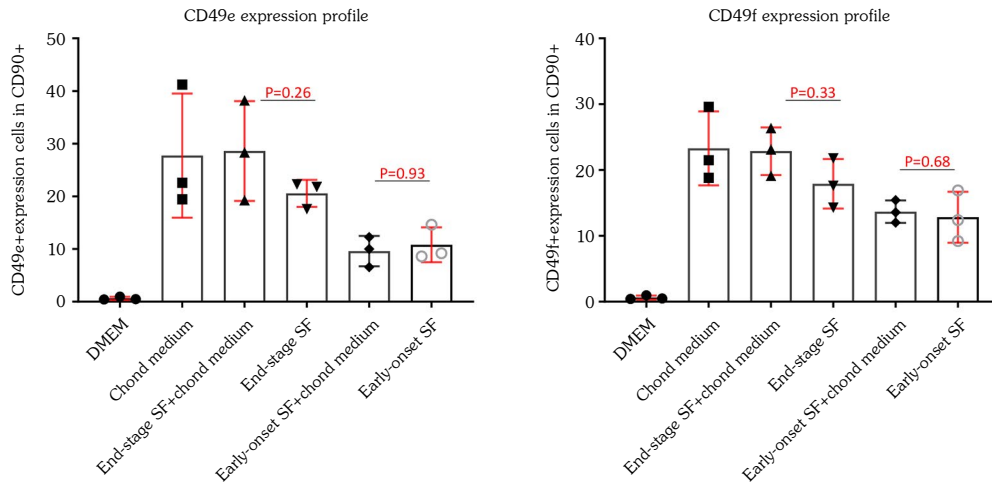 CD49e expression profile
CD49e+expression cells in CD90+
50
40
30
20
10
0
P=0.26
P=0.93
DMEM
Chond medium
End-stage SF+chond medium
End-stage SF
Early-onset SF+chond medium
Early-onset SF
CD49f expression profile
CD49f+expression cells in CD90+
40
30
20
10
0
P=0.33
P=0.68
DMEM
Chond medium
End-stage SF+chond medium
End-stage SF
Early-onset SF+chond medium
Early-onset SF